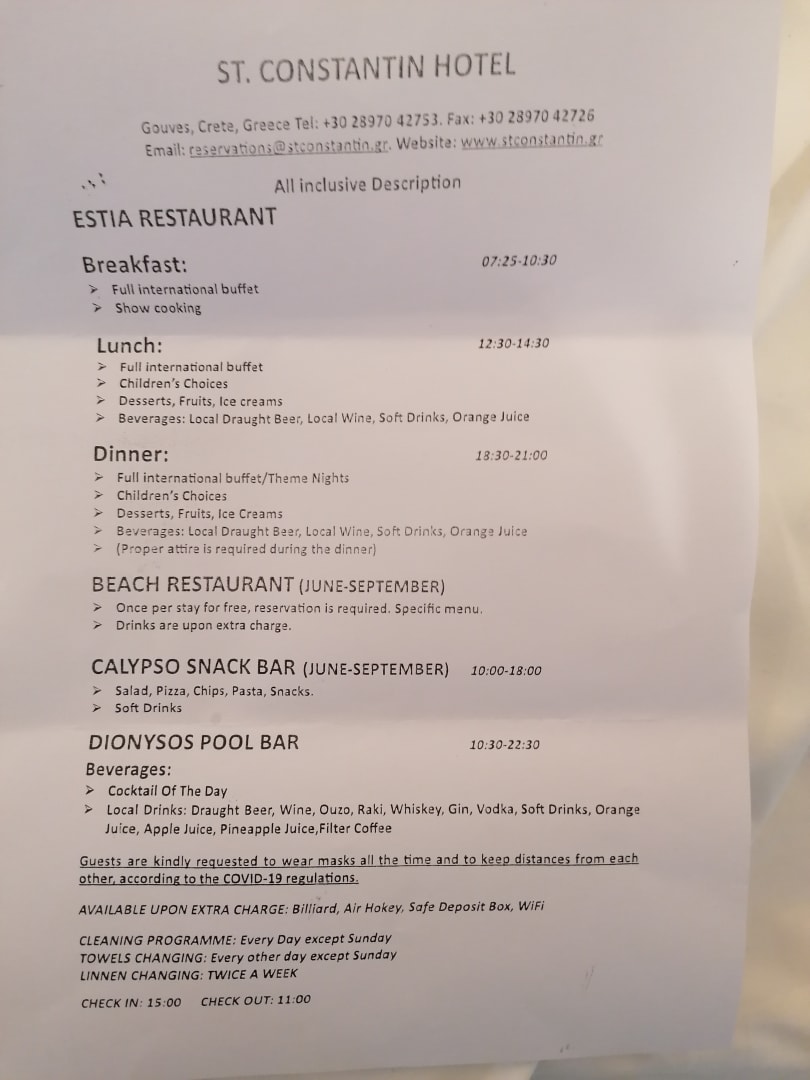 ST. CONSTANTIN HOTEL
Gouves, Crete, Greece Tel: +30 28970 42753. Fax: +30 28970 42726
Email: reservations@stconstantin.gr. Website: www.stconstantin.gr
All inclusive Description
ESTIA RESTAURANT
Breakfast: 07:25-10:30
➢ Full international buffet
➢ Show cooking
Lunch: 12:30-14:30
➢ Full international buffet
➢ Children's Choices
➢ Desserts, Fruits, Ice creams
➢ Beverages: Local Draught Beer, Local Wine, Soft Drinks, Orange Juice
Dinner: 18:30-21:00
➢ Full international buffet/Theme Nights
➢ Children's Choices
➢ Desserts, Fruits, Ice Creams
➢ Beverages: Local Draught Beer, Local Wine, Soft Drinks, Orange Juice
➢ (Proper attire is required during the dinner)
BEACH RESTAURANT (JUNE-SEPTEMBER)
➢ Once per stay for free, reservation is required. Specific menu.
➢ Drinks are upon extra charge.
CALYPSO SNACK BAR (JUNE-SEPTEMBER) 10:00-18:00
➢ Salad, Pizza, Chips, Pasta, Snacks.
➢ Soft Drinks
DIONYSOS POOL BAR 10:30-22:30
Beverages:
➢ Cocktail Of The Day
➢ Local Drinks: Draught Beer, Wine, Ouzo, Raki, Whiskey, Gin, Vodka, Soft Drinks, Orange
Juice, Apple Juice, Pineapple Juice,Filter Coffee
Guests are kindly requested to wear masks all the time and to keep distances from each
other, according to the COVID-19 regulations.
AVAILABLE UPON EXTRA CHARGE: Billiard, Air Hokey, Safe Deposit Box, WiFi
CLEANING PROGRAMME: Every Day except Sunday
TOWELS CHANGING: Every other day except Sunday
LINNEN CHANGING: TWICE A WEEK
CHECK IN: 15:00 CHECK OUT: 11:00